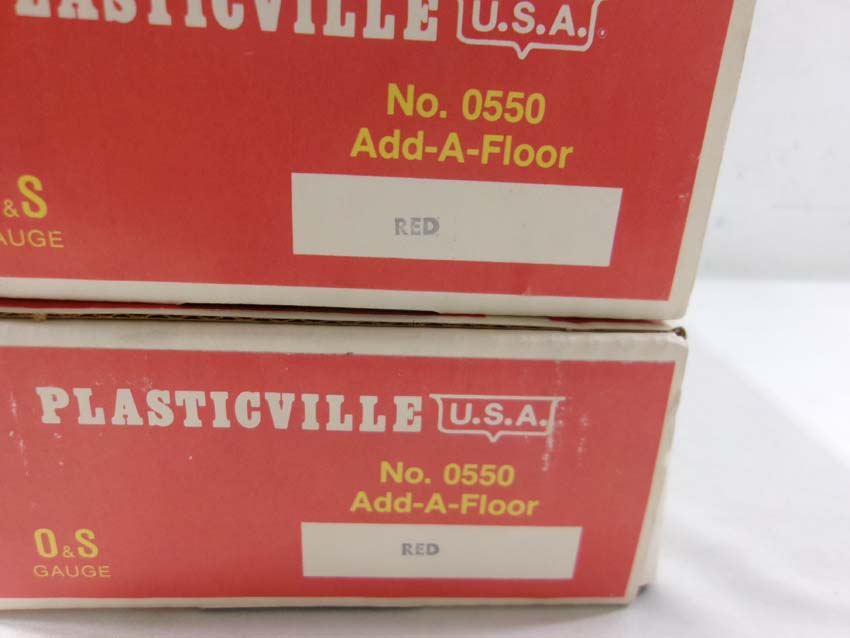 PLASTICVILLE U.S.A.
No. 0550
Add-A-Floor
RED
&S
AUGE
PLASTICVILLE U.S.A.
No. 0550
Add-A-Floor
RED
O&S
GAUGE